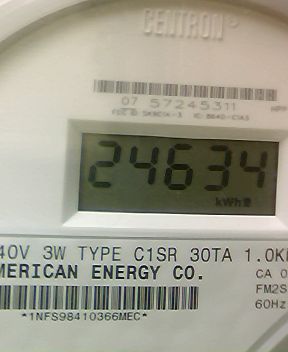 CENTRON
07 57245311
24634
kWh
40V 3W TYPE C1SR 30TA 1.0K
MERICAN ENERGY CO.
CA 0
FM2S
60Hz
*1NFS98410366MEC*